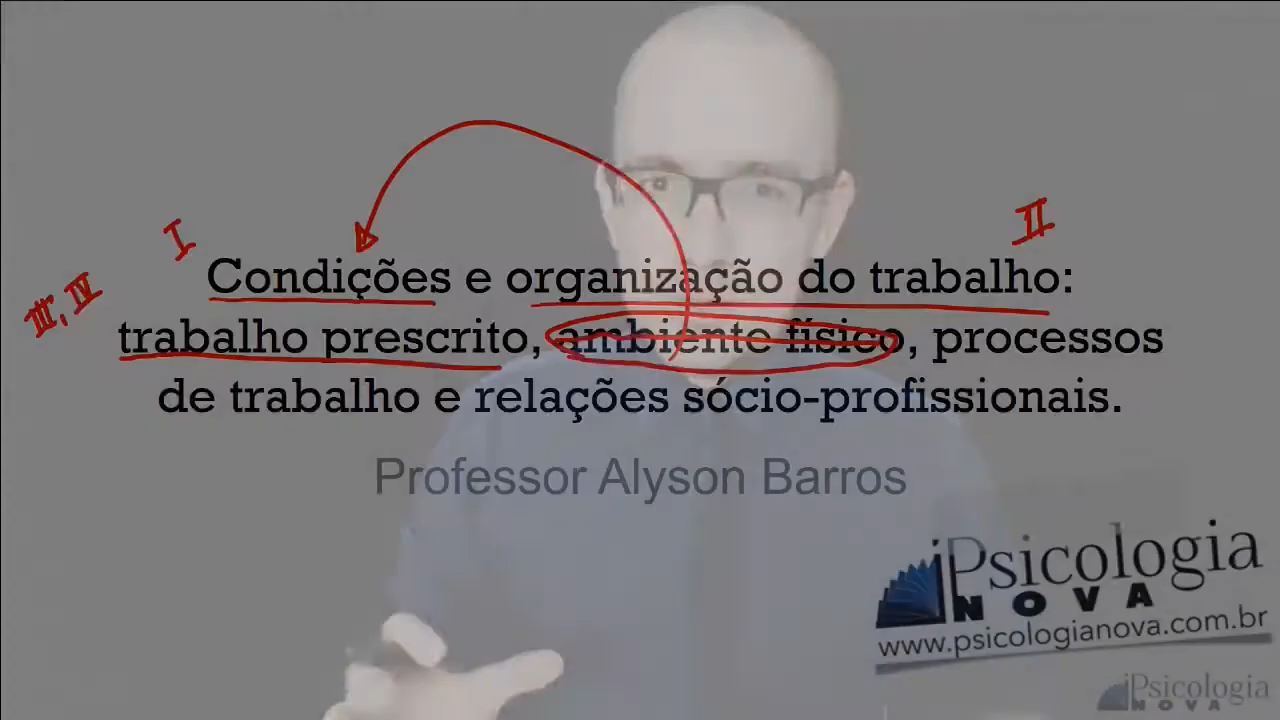 I
II
III, IV
Condições e organização do trabalho:
trabalho prescrito, ambiente físico, processos
de trabalho e relações sócio-profissionais.
Professor Alyson Barros
Psicologia
NOVA
www.psicologianova.com.br
Psicologia
NOVA